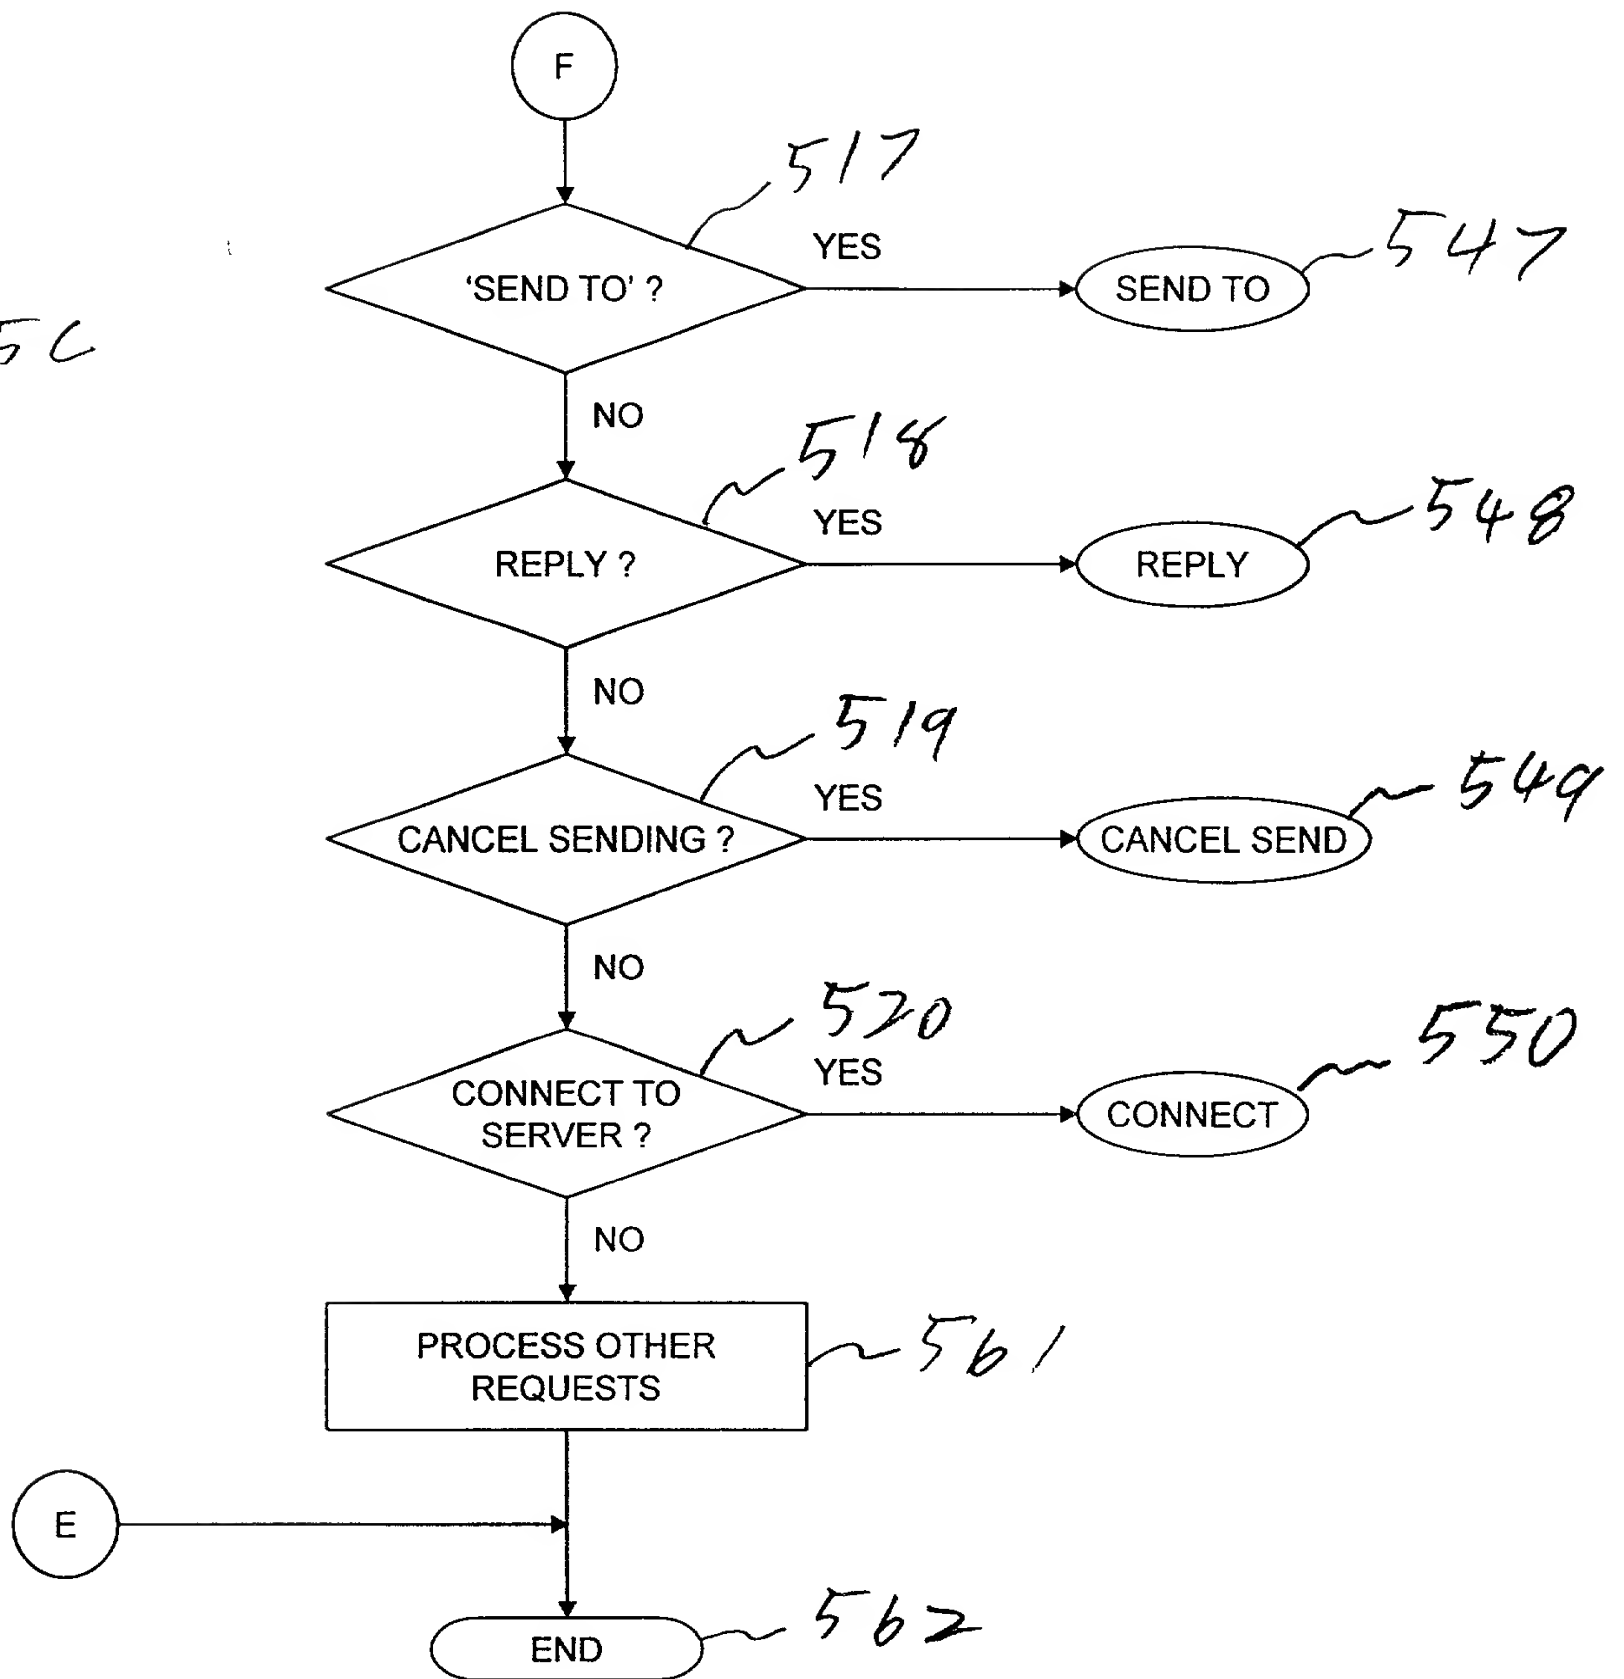 F
517
'SEND TO' ?
YES
SEND TO
547
5C
NO
518
REPLY ?
YES
REPLY
548
NO
519
CANCEL SENDING ?
YES
CANCEL SEND
549
NO
520
CONNECT TO
SERVER ?
YES
CONNECT
550
NO
PROCESS OTHER
REQUESTS
561
E
END
562